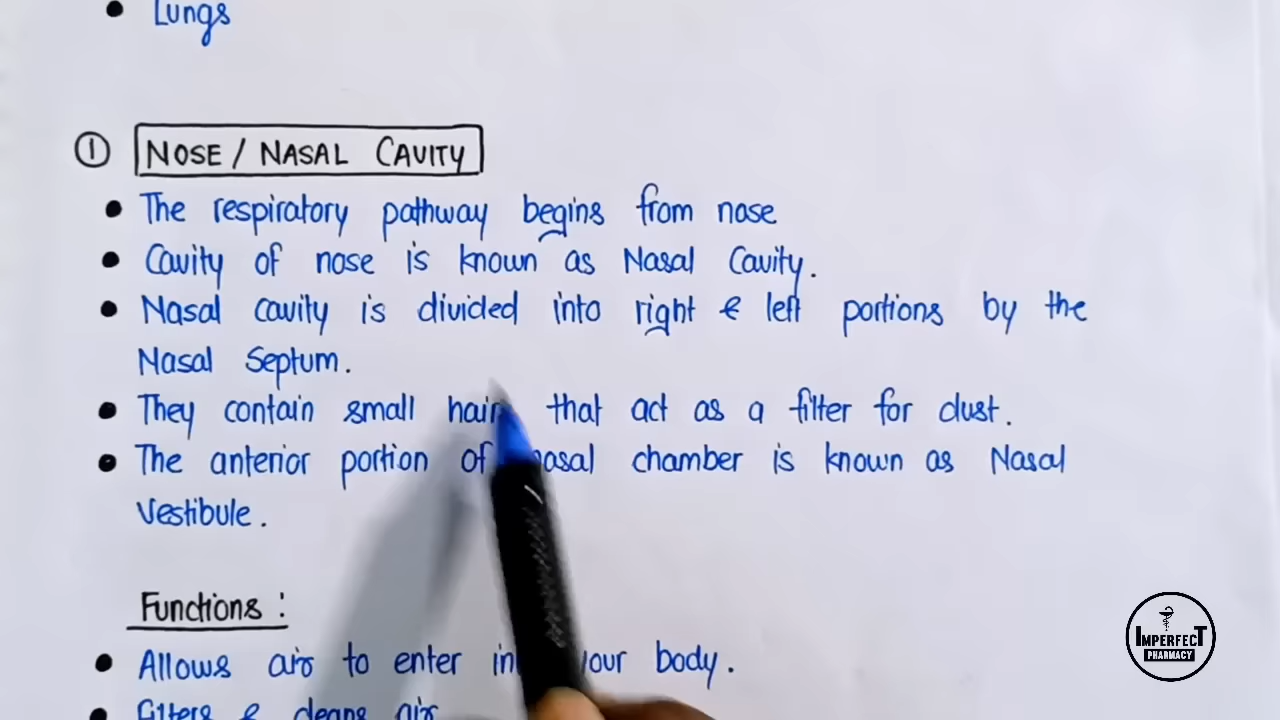 • Lungs
① NOSE / NASAL CAVITY
• The respiratory pathway begins from nose
• Cavity of nose is known as Nasal Cavity.
• Nasal cavity is divided into right & left portions by the
Nasal Septum.
• They contain small hair that act as a filter for dust.
• The anterior portion of nasal chamber is known as Nasal
Vestibule.
Functions :
• Allows air to enter your body.
• Filters & cleans air
IMPERFECT
PHARMACY